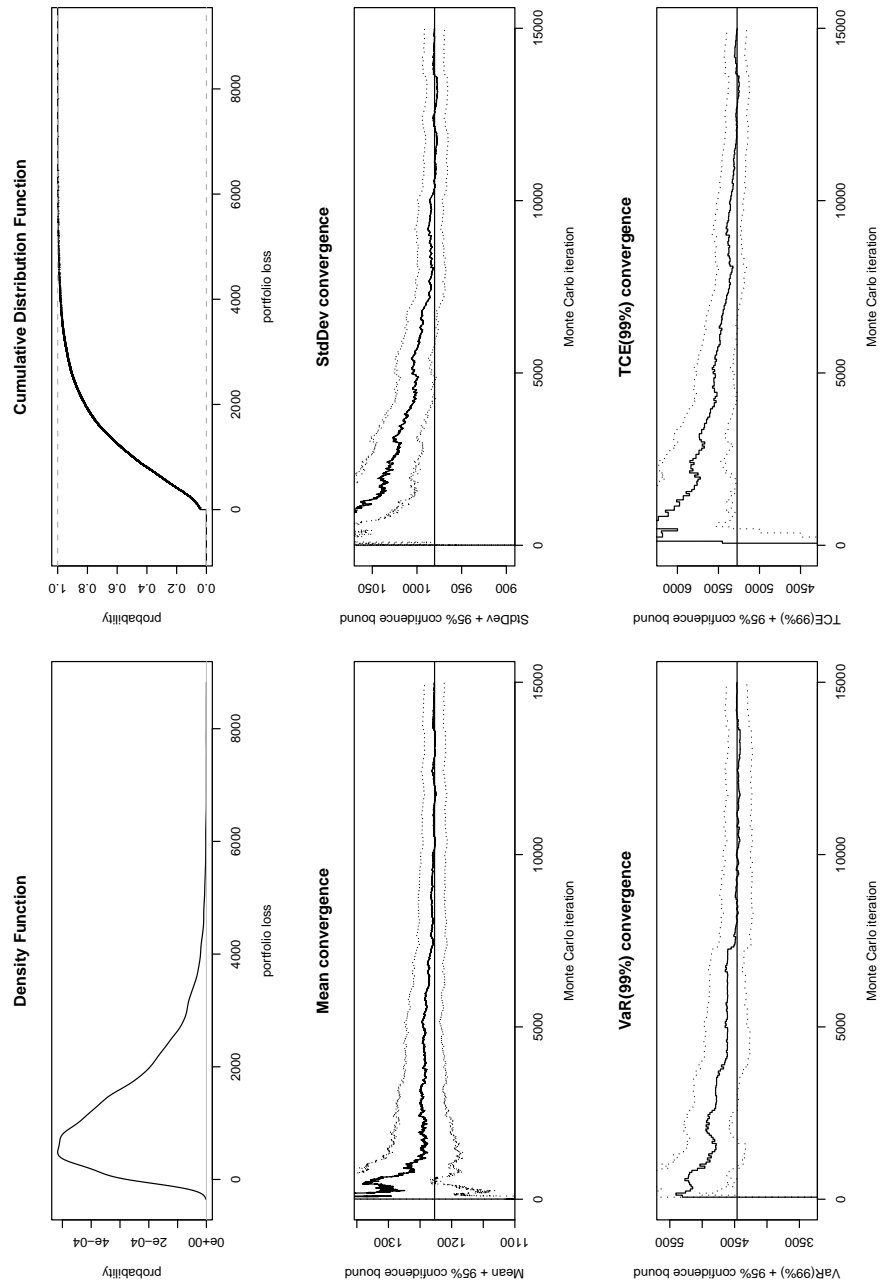 Density Function
probability
0e+00 2e−04 4e−04
0 2000 4000 6000 8000
portfolio loss
Cumulative Distribution Function
probability
0.0 0.2 0.4 0.6 0.8 1.0
0 2000 4000 6000 8000
portfolio loss
Mean convergence
Mean + 95% confidence bound
1100 1200 1300
0 5000 10000 15000
Monte Carlo iteration
StdDev convergence
StdDev + 95% confidence bound
900 950 1000 1050
0 5000 10000 15000
Monte Carlo iteration
VaR(99%) convergence
VaR(99%) + 95% confidence bound
3500 4500 5500
0 5000 10000 15000
Monte Carlo iteration
TCE(99%) convergence
TCE(99%) + 95% confidence bound
4500 5000 5500 6000
0 5000 10000 15000
Monte Carlo iteration